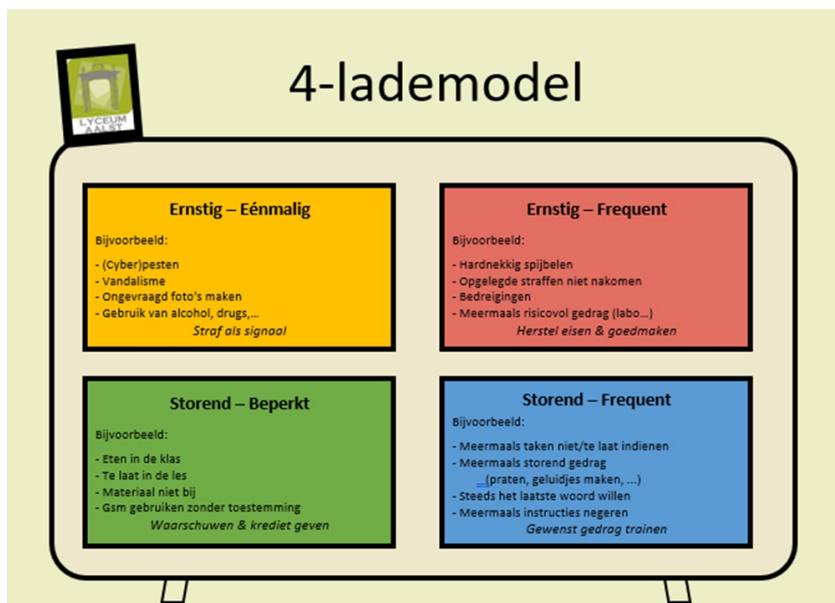 4-lademodel
LYCEUM
AALST
Ernstig – Eénmalig
Bijvoorbeeld:
- (Cyber)pesten
- Vandalisme
- Ongevraagd foto's maken
- Gebruik van alcohol, drugs,...
Straf als signaal
Ernstig – Frequent
Bijvoorbeeld:
- Hardnekkig spijbelen
- Opgelegde straffen niet nakomen
- Bedreigingen
- Meermaals risicovol gedrag (labo...)
Herstel eisen & goedmaken
Storend – Beperkt
Bijvoorbeeld:
- Eten in de klas
- Te laat in de les
- Materiaal niet bij
- Gsm gebruiken zonder toestemming
Waarschuwen & krediet geven
Storend – Frequent
Bijvoorbeeld:
- Meermaals taken niet/te laat indienen
- Meermaals storend gedrag
(praten, geluidjes maken, ...)
- Steeds het laatste woord willen
- Meermaals instructies negeren
Gewenst gedrag trainen